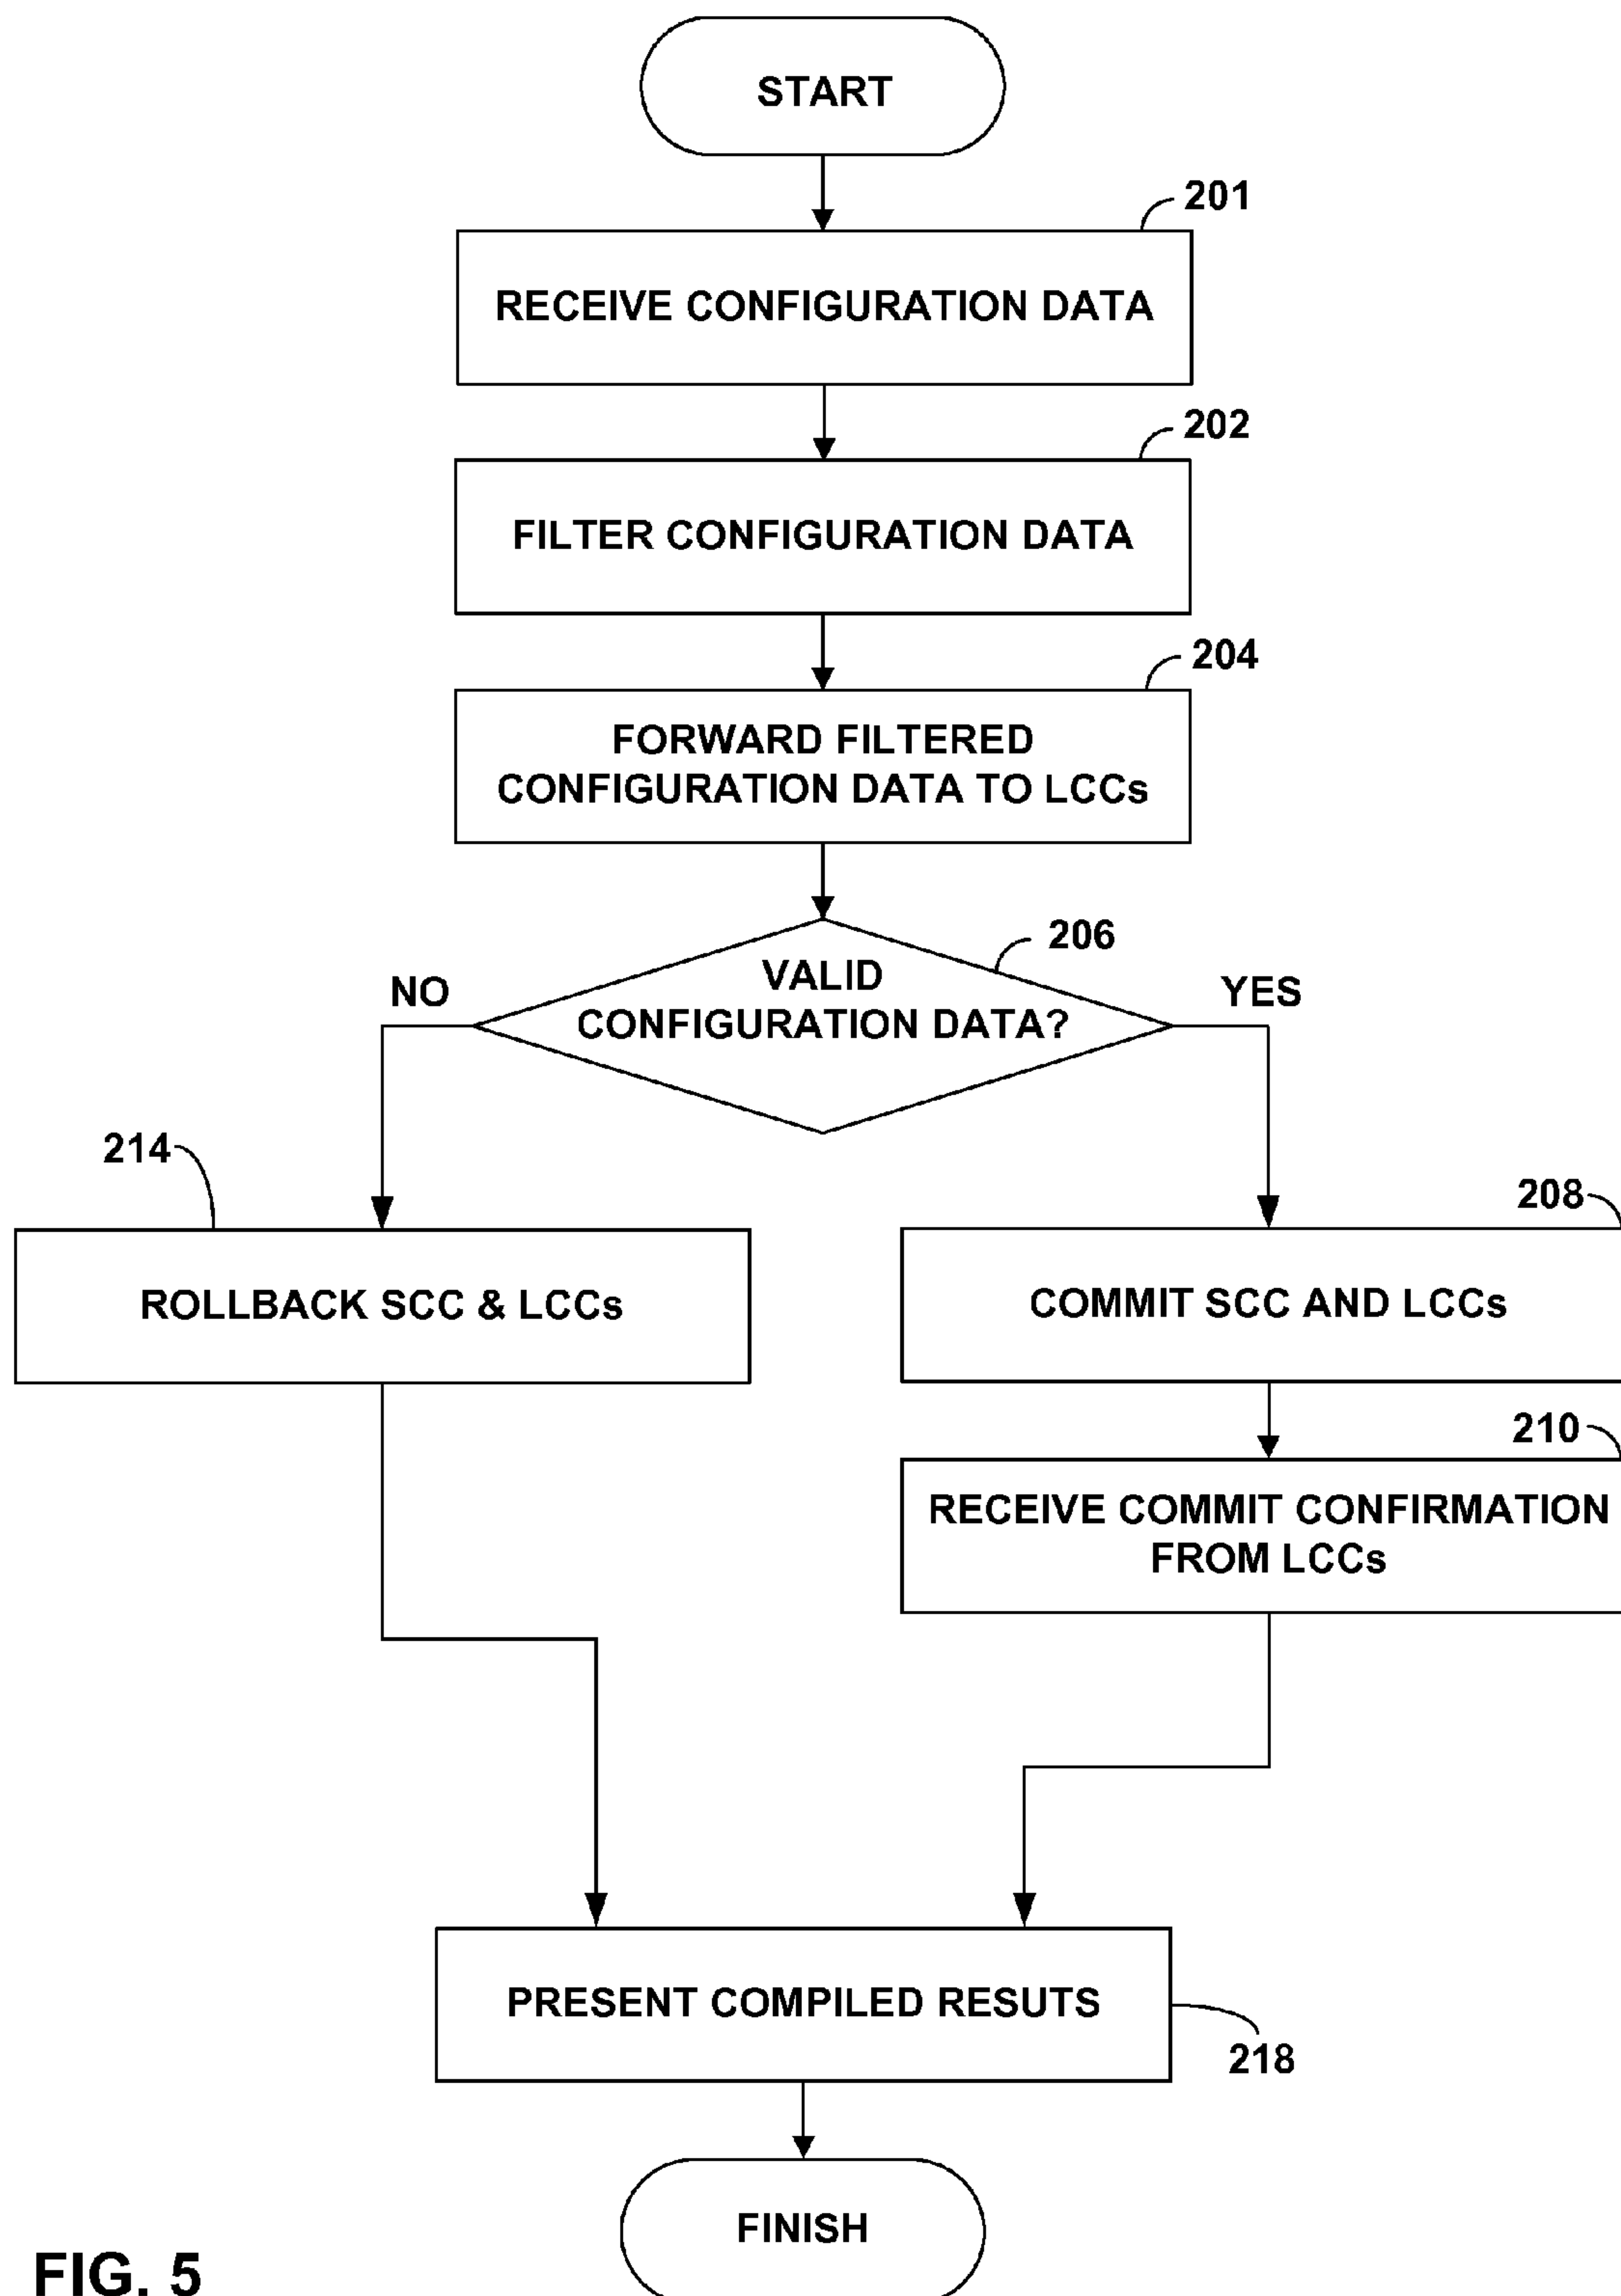 START
201
RECEIVE CONFIGURATION DATA
202
FILTER CONFIGURATION DATA
204
FORWARD FILTERED
CONFIGURATION DATA TO LCCs
206
VALID
CONFIGURATION DATA?
NO
YES
214
ROLLBACK SCC & LCCs
208
COMMIT SCC AND LCCs
210
RECEIVE COMMIT CONFIRMATION
FROM LCCs
PRESENT COMPILED RESUTS
218
FINISH
FIG. 5